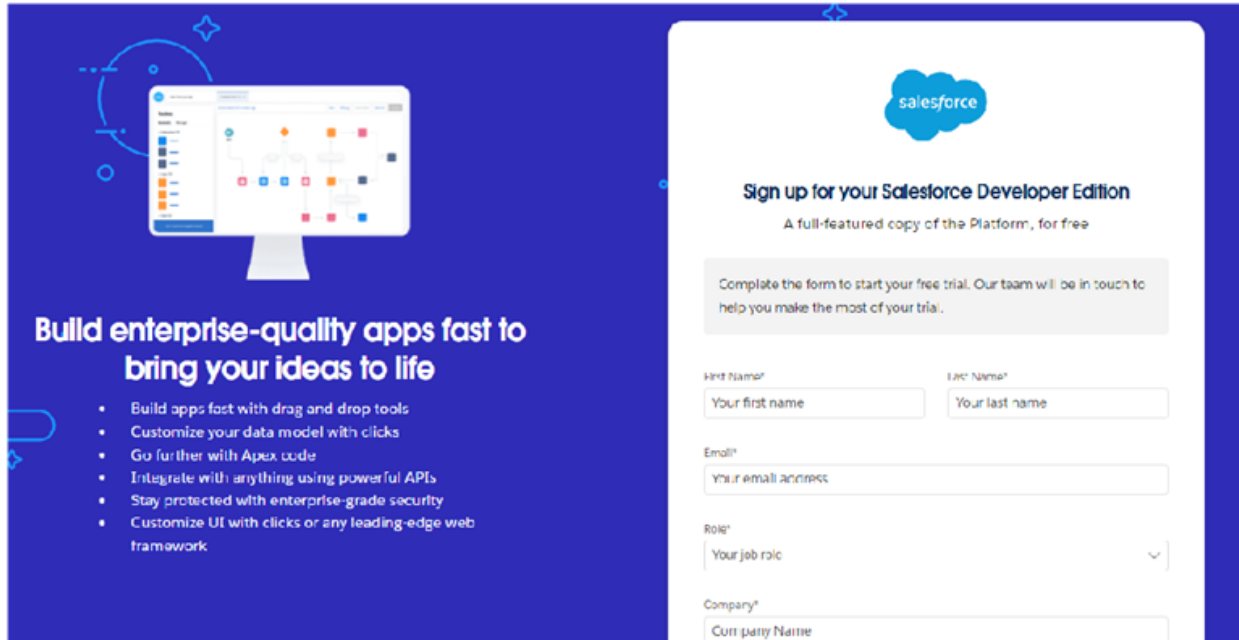 Build enterprise-quality apps fast to
bring your ideas to life
Build apps fast with drag and drop tools
Customize your data model with clicks
Go further with Apex code
Integrate with anything using powerful APIs
Stay protected with enterprise-grade security
Customize UI with clicks or any leading-edge web
framework
salesforce
Sign up for your Salesforce Developer Edition
A full-featured copy of the Platform, for free
Complete the form to start your free trial. Our team will be in touch to
help you make the most of your trial.
First Name* Last Name*
Your first name Your last name
Email*
Your email address
Role*
Your job role
Company*
Company Name